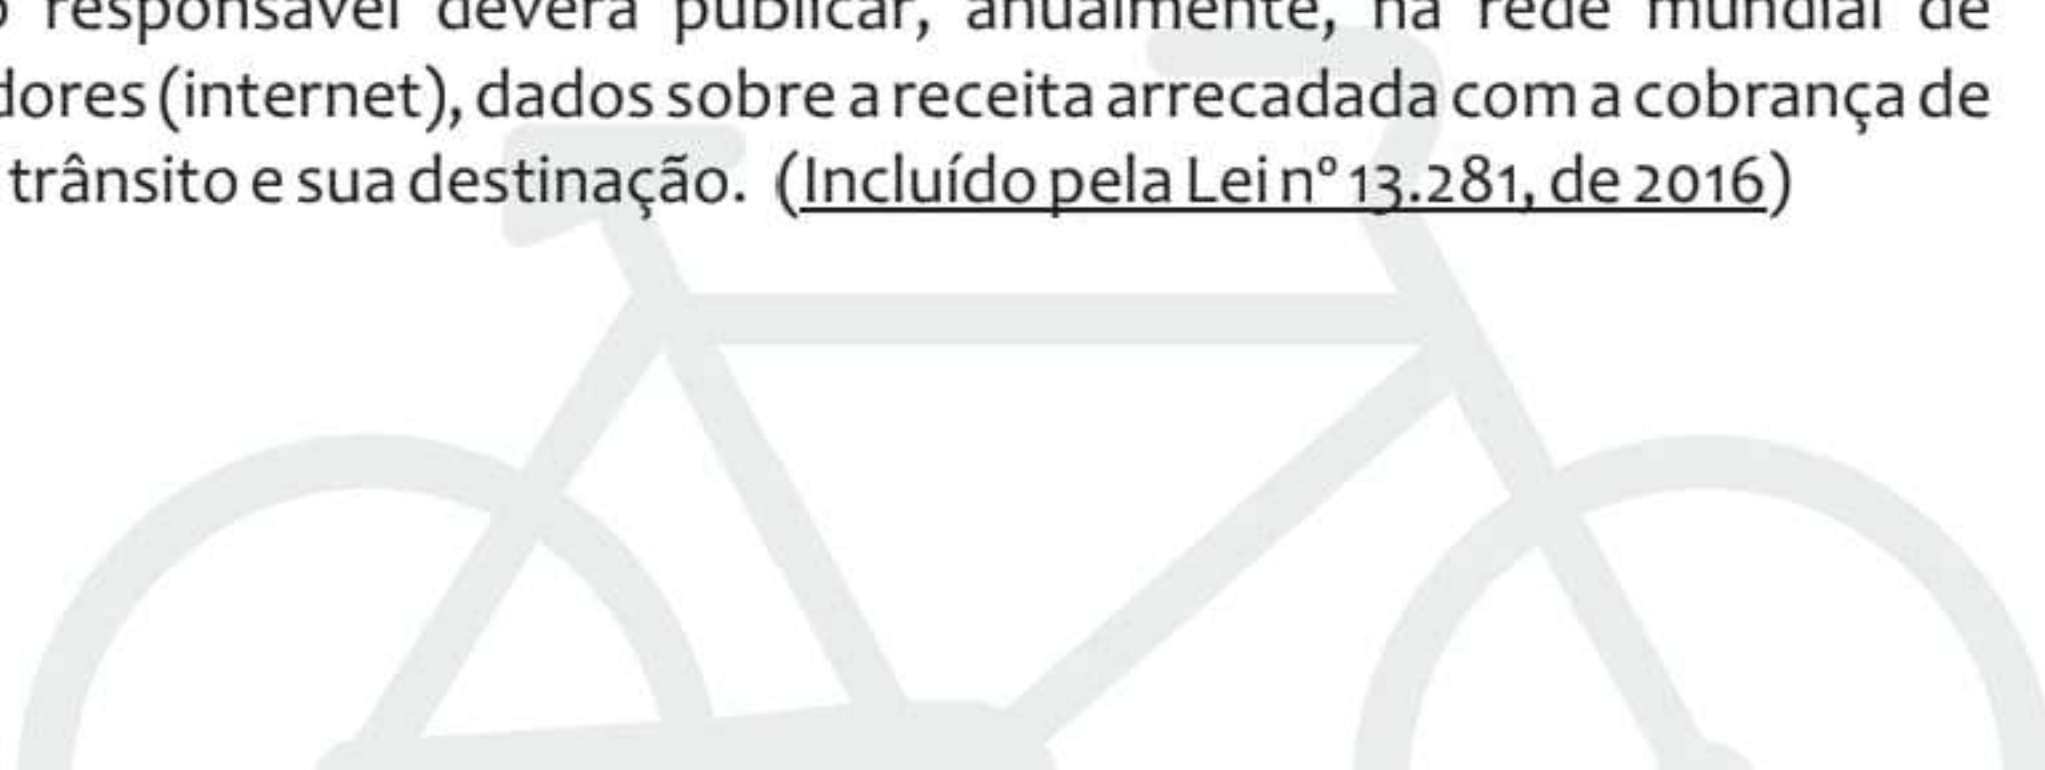 responsável deverá publicar, anualmente, na rede mundial de
dores (internet), dados sobre a receita arrecadada com a cobrança de
trânsito e sua destinação. (Incluído pela Lei nº 13.281, de 2016)